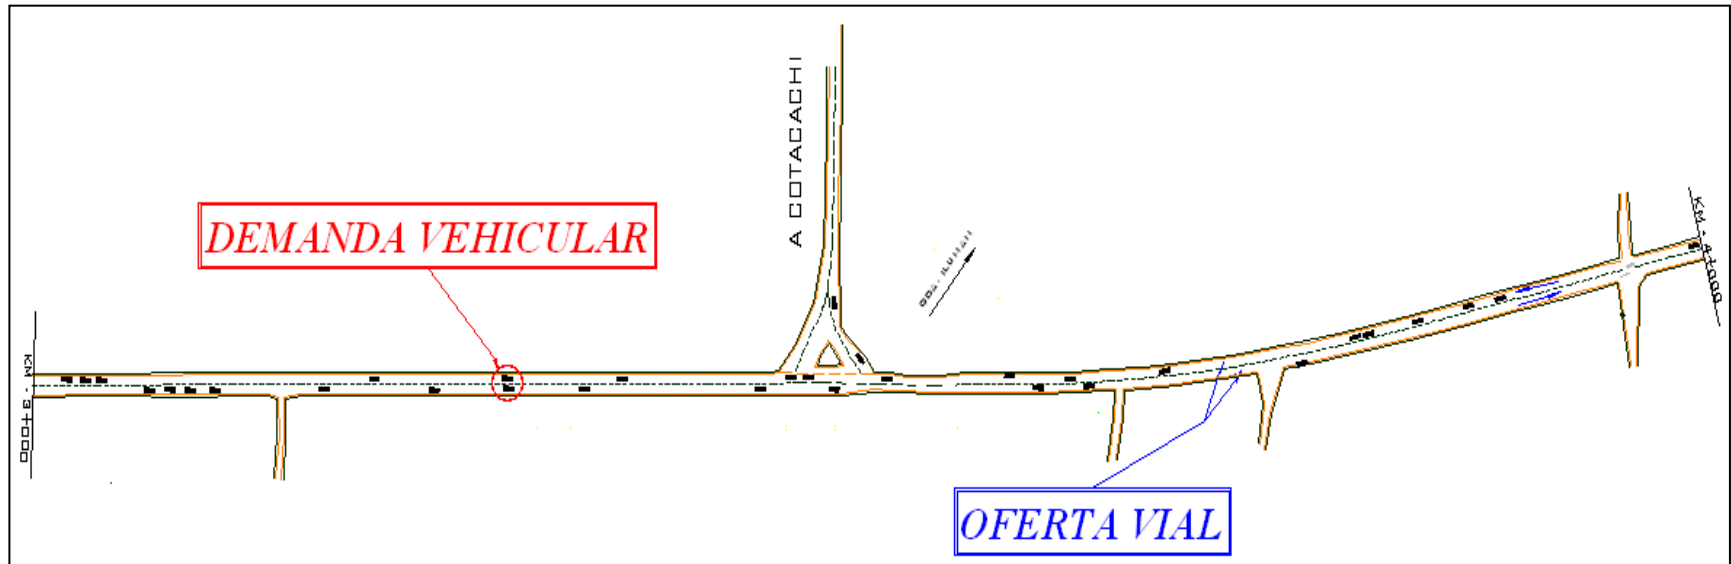 A COTACACHI
DEMANDA VEHICULAR
KM - 3+000
KM - 4+000
OFERTA VIAL